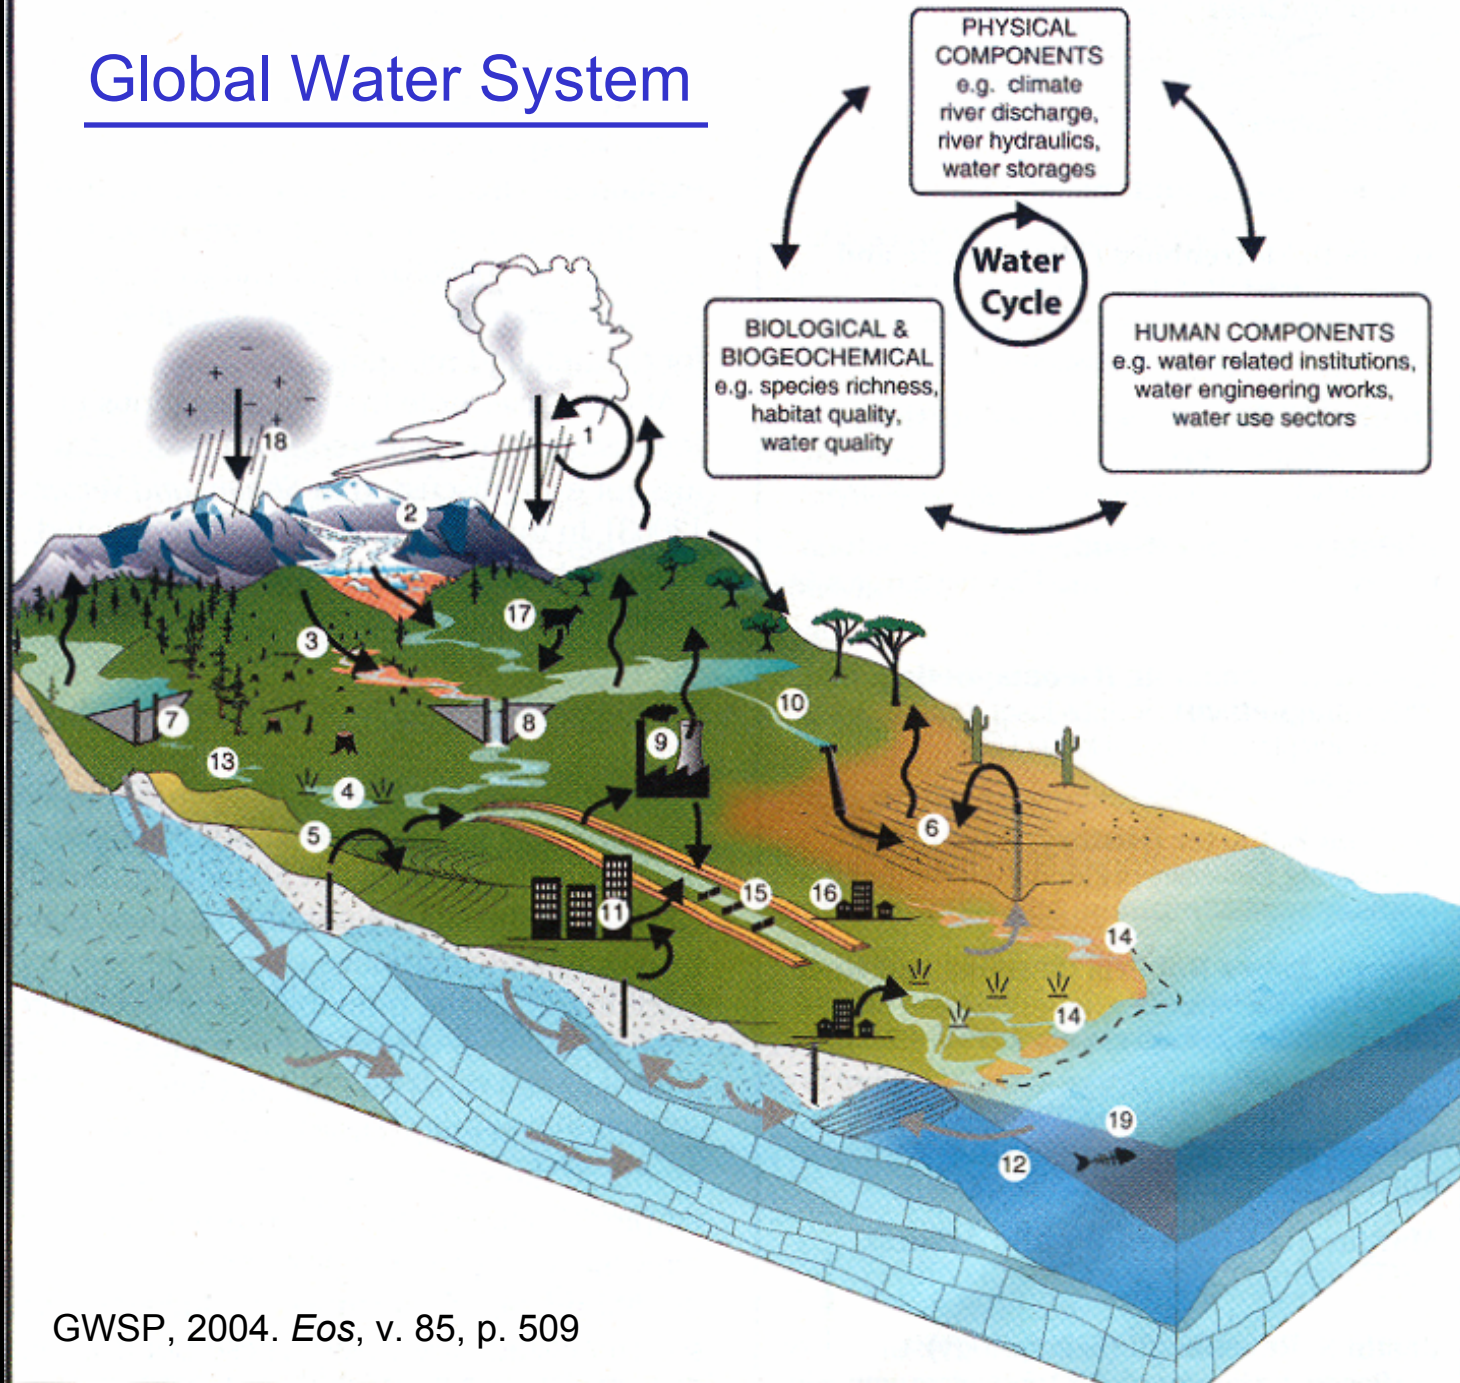 Global Water System
PHYSICAL
COMPONENTS
e.g. climate
river discharge,
river hydraulics,
water storages
Water
Cycle
BIOLOGICAL &
BIOGEOCHEMICAL
e.g. species richness,
habitat quality,
water quality
HUMAN COMPONENTS
e.g. water related institutions,
water engineering works,
water use sectors
18
1
2
17
3
10
7
8
9
13
4
5
6
11
15
16
14
14
19
12
GWSP, 2004. Eos, v. 85, p. 509